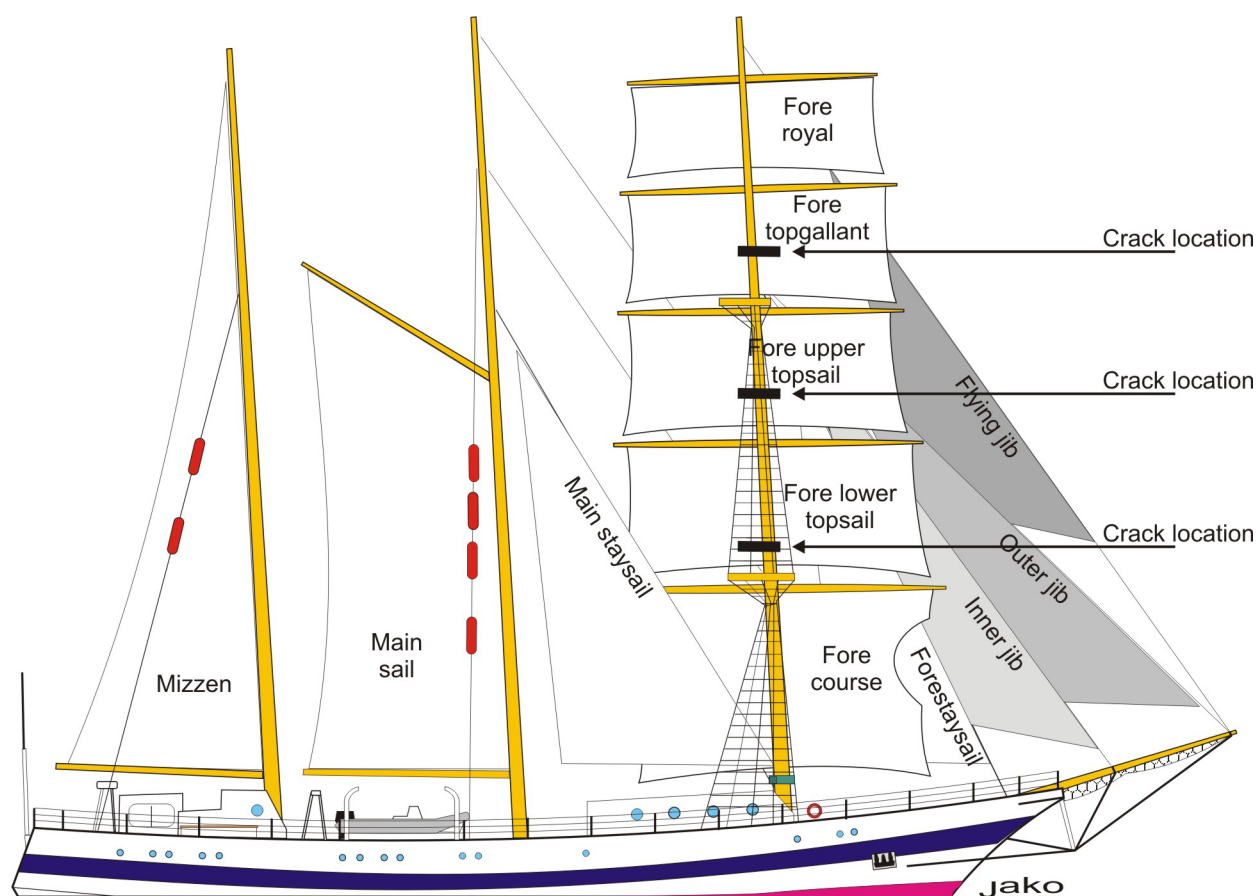 Fore
royal
Fore
topgallant
Crack location
Fore upper
topsail
Crack location
Flying jib
Main staysail
Fore lower
topsail
Crack location
Outer jib
Inner jib
Main
sail
Mizzen
Fore
course
Forestaysail
jako